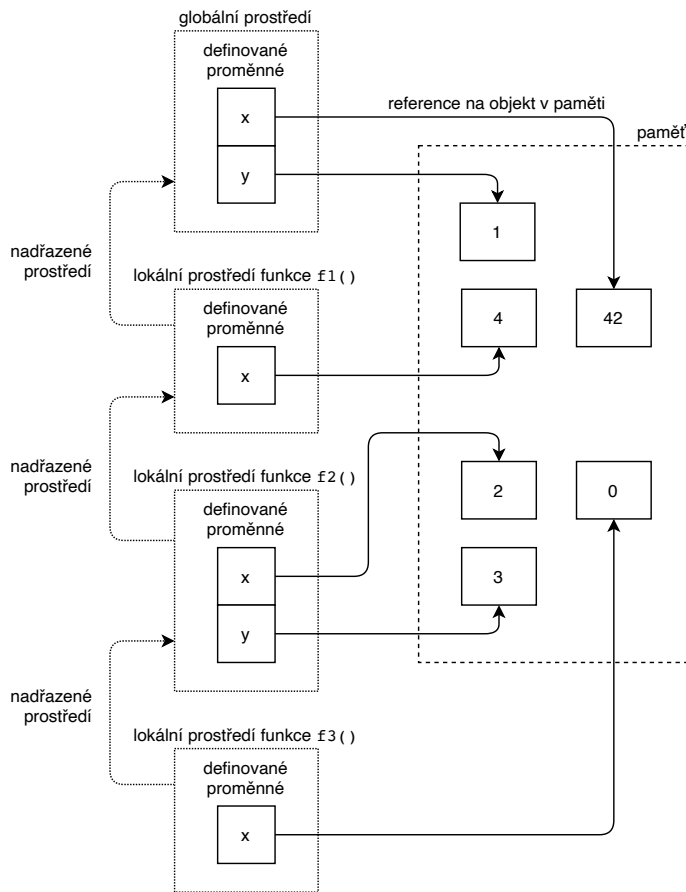 globální prostředí
definované
proměnné
x
reference na objekt v paměti
paměť
y
1
nadřazené
prostředí
lokální prostředí funkce f1()
definované
proměnné
4
42
x
nadřazené
prostředí
lokální prostředí funkce f2()
definované
proměnné
2
0
x
3
y
nadřazené
prostředí
lokální prostředí funkce f3()
definované
proměnné
x